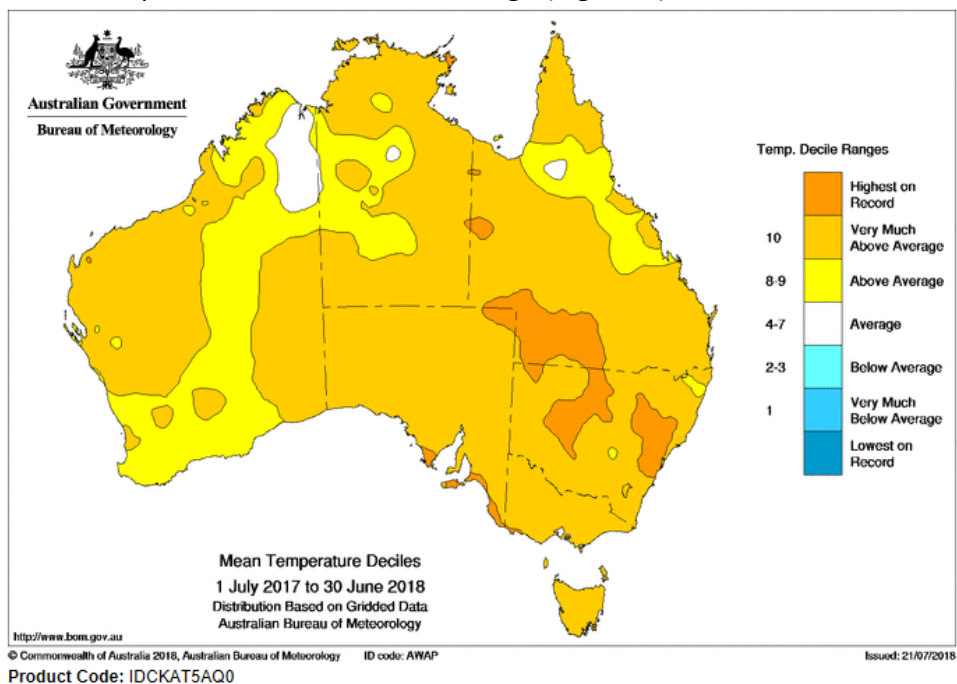 Australian Government
Bureau of Meteorology
Temp. Decile Ranges
Highest on
Record
10 Very Much
Above Average
8-9 Above Average
4-7 Average
2-3 Below Average
1 Very Much
Below Average
Lowest on
Record
Mean Temperature Deciles
1 July 2017 to 30 June 2018
Distribution Based on Gridded Data
Australian Bureau of Meteorology
http://www.bom.gov.au
© Commonwealth of Australia 2018, Australian Bureau of Meteorology ID code: AWAP Issued: 21/07/2018
Product Code: IDCKAT5AQ0